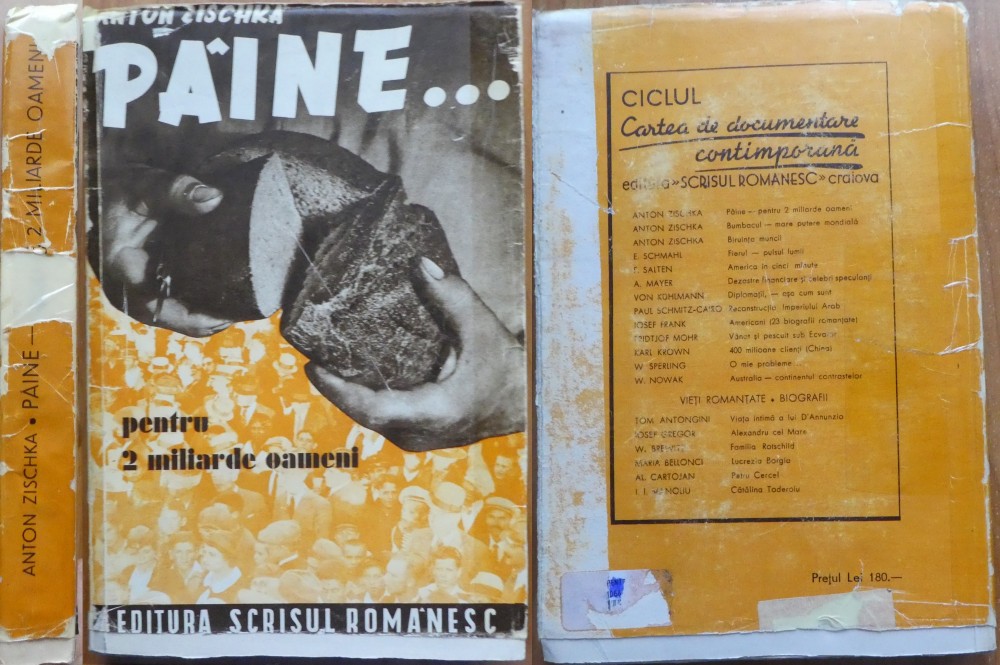 ANTON ZISCHKA • PAINE — 2 MILIARDE OAMENI
ANTON ZISCHKA
PÂINE...
pentru
2 miliarde oameni
EDITURA SCRISUL ROMÂNESC
CICLUL
Cartea de documentare
contimporană
editura »SCRISUL ROMANESC» craiova
ANTON ZISCHKA Pâine — pentru 2 miliarde oameni
ANTON ZISCHKA Bumbacul — mare putere mondială
ANTON ZISCHKA Biruința muncii
E. SCHMAHL Fierul — pulsul lumii
F. SALTEN America in cinci minute
A. MAYER Dezastre financiare și celebri speculanți
VON KÜHLMANN Diplomații, — așa cum sunt
PAUL SCHMITZ-CAIRO Reconstrucția Imperiului Arab
JOSEF FRANK Americani (23 biografii romanțate)
FRIDTJOF MOHR Vânat și pescuit sub Ecuator
KARL KROWN 400 milioane clienți (China)
W SPERLING O mie probleme
W. NOWAK Australia — continentul contrastelor
VIEȚI ROMANTATE • BIOGRAFII
TOM ANTONGINI Viața intimă a lui D'Annunzio
JOSEF GREGOR Alexandru cel Mare
W. Familia Rotschild
MARIA BELLONCI Lucrezia Borgia
AL. CARTOJAN Petru Cercel
I. I. Cătălina Toderoiu
Prețul Lei 180.—